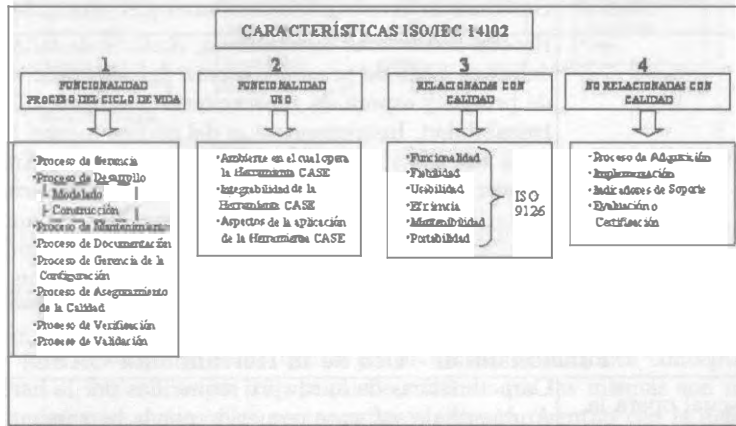 CARACTERÍSTICAS ISO/IEC 14102
1
FUNCIONALIDAD
PROCESO DEL CICLO DE VIDA
•Proceso de Gerencia
•Proceso de Desarrollo
Modelado
Construcción
•Proceso de Mantenimiento
•Proceso de Documentación
•Proceso de Gerencia de la
Configuración
•Proceso de Aseguramiento
de la Calidad
•Proceso de Verificación
•Proceso de Validación
2
FUNCIONALIDAD
USO
•Ambiente en el cual opera
la Herramienta CASE
•Integrabilidad de la
Herramienta CASE
•Aspectos de la aplicación
de la Herramienta CASE
3
RELACIONADAS CON
CALIDAD
•Funcionalidad
•Fiabilidad
•Usabilidad
•Eficiencia
•Mantenibilidad
•Portabilidad
ISO
9126
4
NO RELACIONADAS CON
CALIDAD
•Proceso de Adquisición
•Implementación
•Indicadores de Soporte
•Evaluación o
Certificación